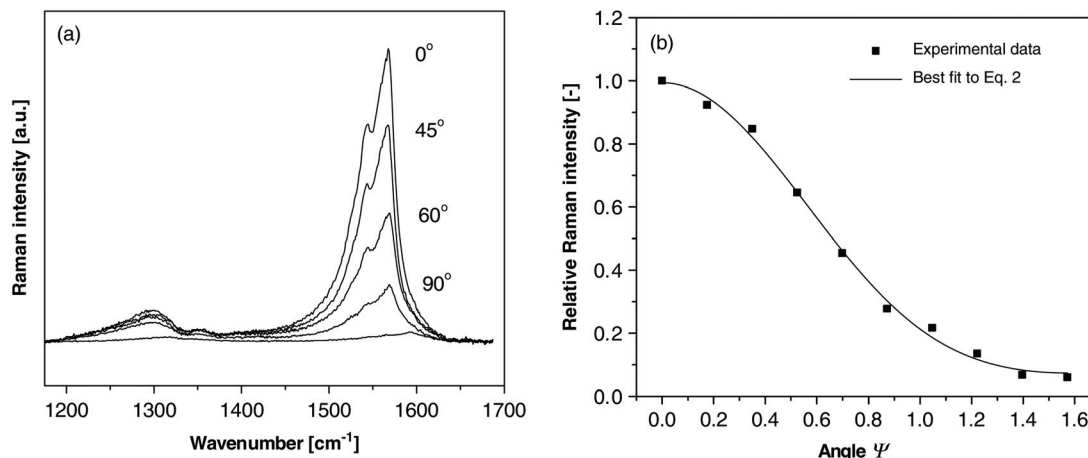 (a)
0°
45°
60°
90°
Raman intensity [a.u.]
1200 1300 1400 1500 1600 1700
Wavenumber [cm⁻¹]
(b)
Experimental data
Best fit to Eq. 2
1.2
1.0
0.8
0.6
0.4
0.2
0.0
Relative Raman intensity [-]
0.0 0.2 0.4 0.6 0.8 1.0 1.2 1.4 1.6
Angle Ψ